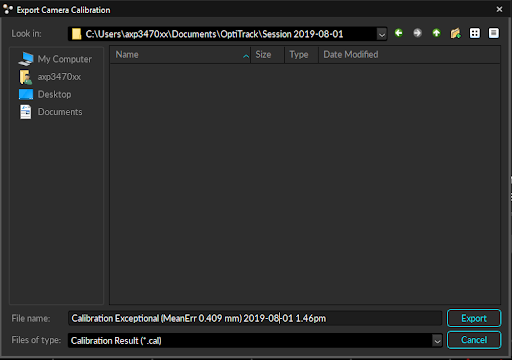 Export Camera Calibration
Look in: C:\Users\axp3470xx\Documents\OptiTrack\Session 2019-08-01
My Computer
axp3470xx
Desktop
Documents
Name Size Type Date Modified
File name: Calibration Exceptional (MeanErr 0.409 mm) 2019-08-01 1.46pm Export
Files of type: Calibration Result (*.cal) Cancel